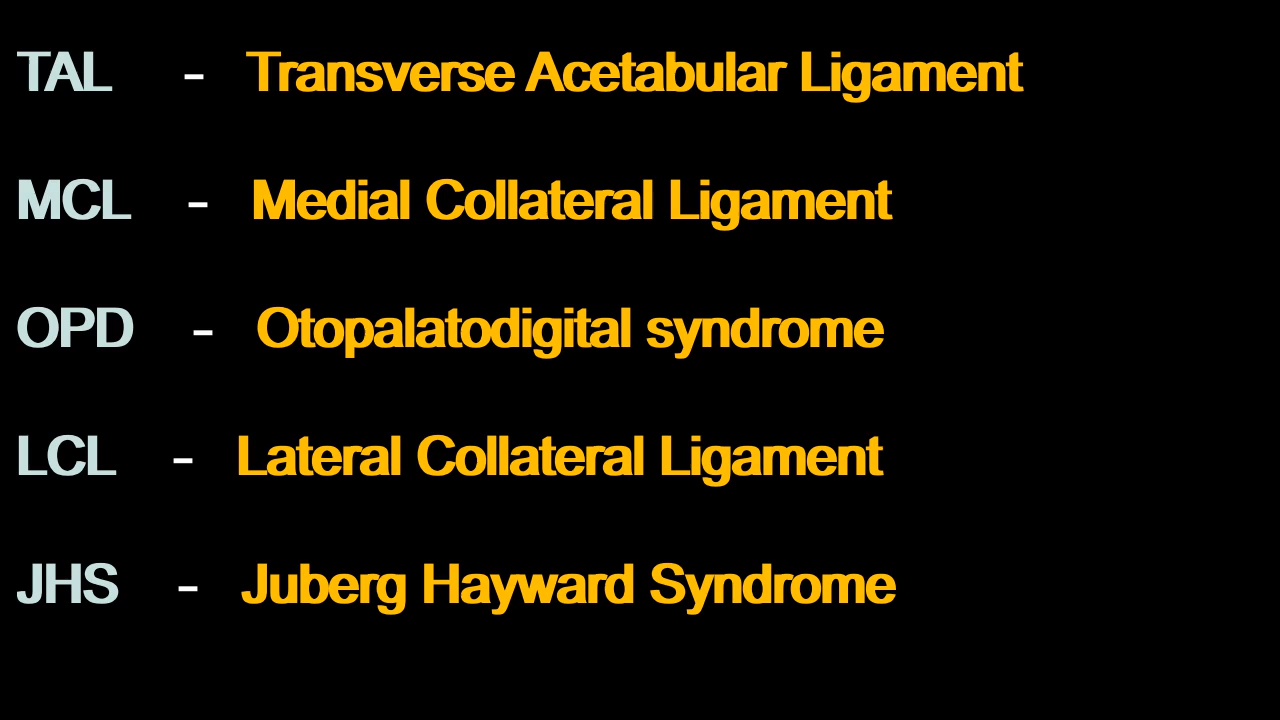 TAL - Transverse Acetabular Ligament
MCL - Medial Collateral Ligament
OPD - Otopalatodigital syndrome
LCL - Lateral Collateral Ligament
JHS - Juberg Hayward Syndrome